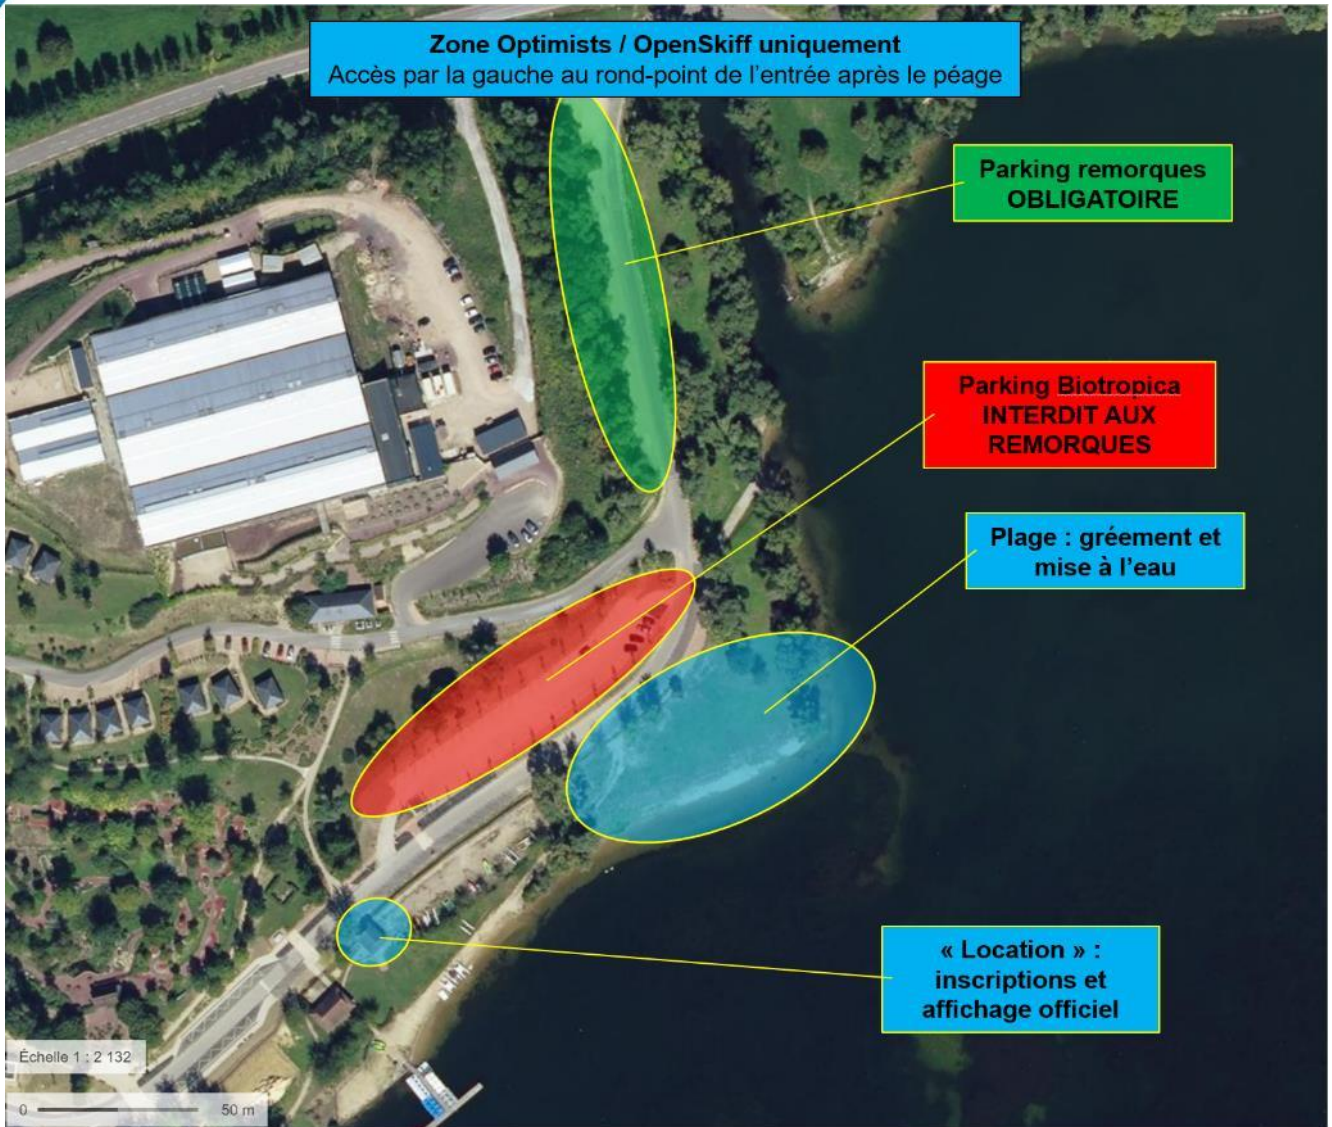 Zone Optimists / OpenSkiff uniquement
Accès par la gauche au rond-point de l'entrée après le péage
Parking remorques
OBLIGATOIRE
Parking Biotropica
INTERDIT AUX
REMORQUES
Plage : gréement et
mise à l'eau
« Location » :
inscriptions et
affichage officiel
Échelle 1 : 2 132
0 50 m